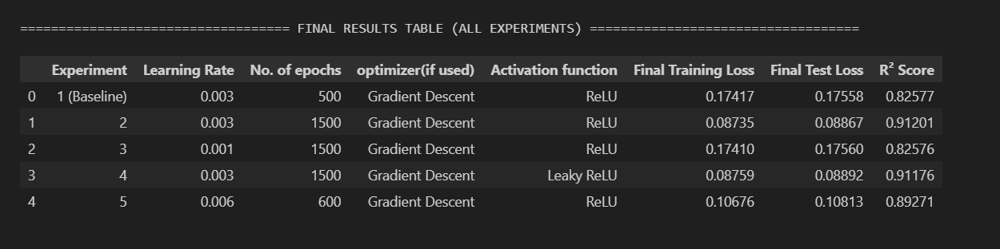 =================================== FINAL RESULTS TABLE (ALL EXPERIMENTS) ===================================
Experiment Learning Rate No. of epochs optimizer(if used) Activation function Final Training Loss Final Test Loss R² Score
0 1 (Baseline) 0.003 500 Gradient Descent ReLU 0.17417 0.17558 0.82577
1 2 0.003 1500 Gradient Descent ReLU 0.08735 0.08867 0.91201
2 3 0.001 1500 Gradient Descent ReLU 0.17410 0.17560 0.82576
3 4 0.003 1500 Gradient Descent Leaky ReLU 0.08759 0.08892 0.91176
4 5 0.006 600 Gradient Descent ReLU 0.10676 0.10813 0.89271